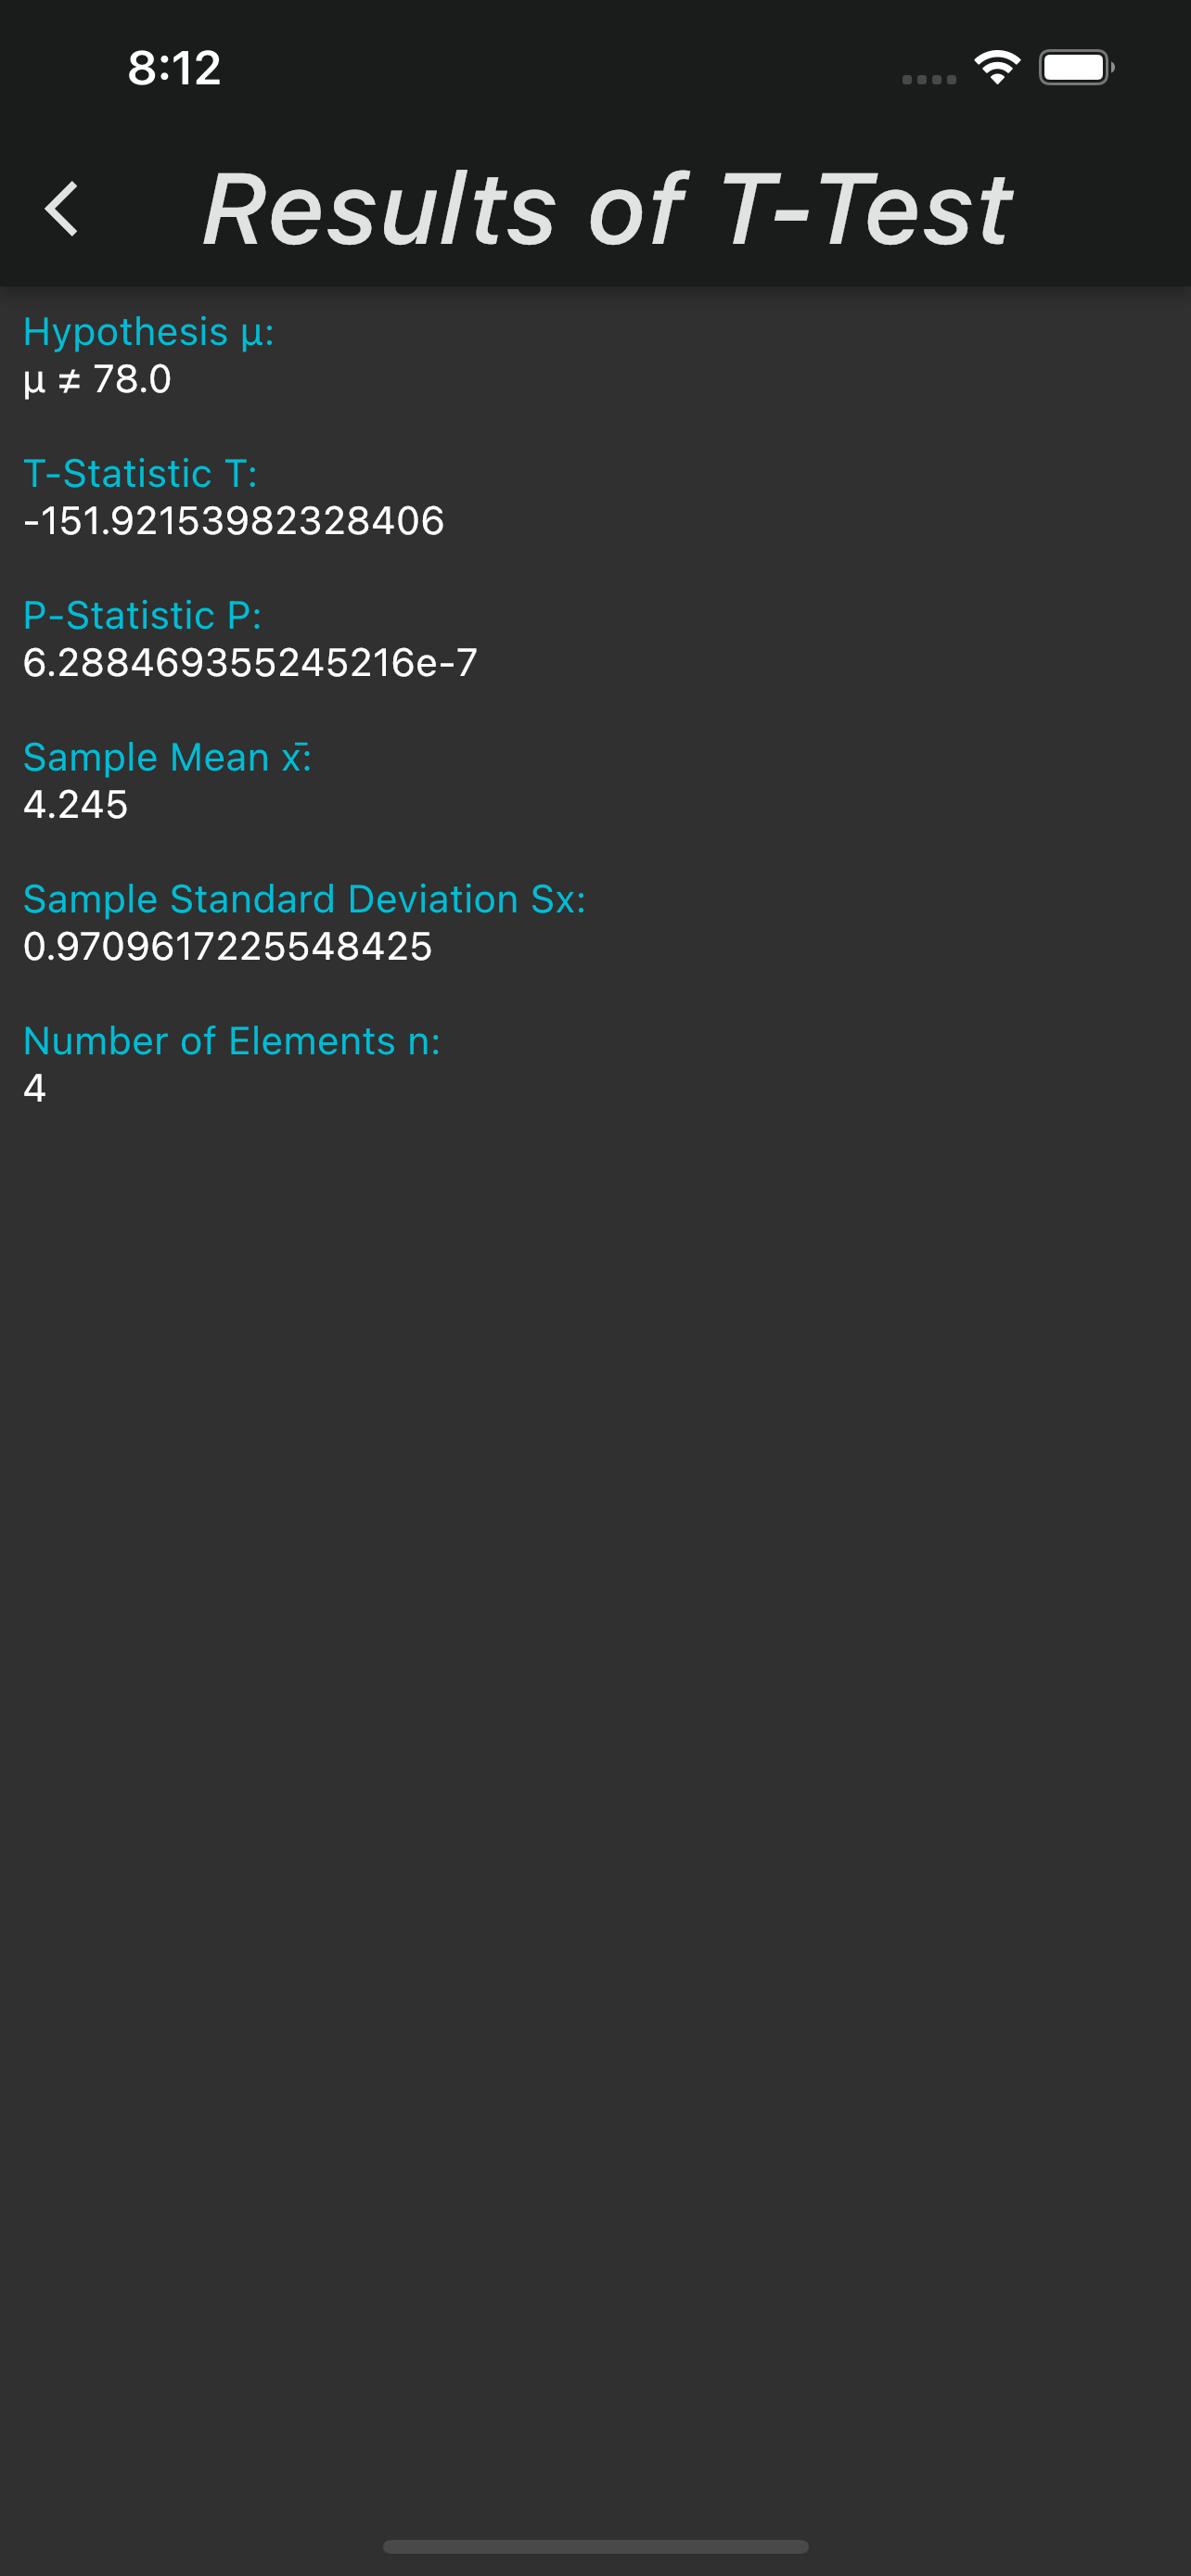 8:12
Results of T-Test
Hypothesis μ:
μ ≠ 78.0
T-Statistic T:
-151.92153982328406
P-Statistic P:
6.288469355245216e-7
Sample Mean x̄:
4.245
Sample Standard Deviation Sx:
0.9709617225548425
Number of Elements n:
4